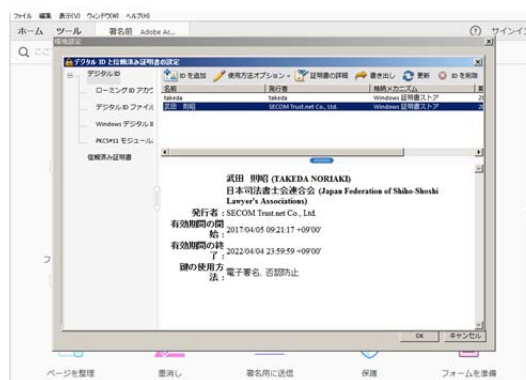 ファイル 編集 表示(V) ウィンドウ(W) ヘルプ(H)
ホーム ツール 署名前 Adobe Ac... サインイン
環境設定
デジタル ID と信頼済み証明書の設定
デジタル ID
ローミング ID アカウ
デジタル ID ファイル
Windows デジタル I
PKCS#11 モジュール
信頼済み証明書
ID を追加 使用方法オプション 証明書の詳細 書き出し 更新 ID を削除
名前 発行者 格納メカニズム
takeda takeda Windows 証明書ストア
武田 則昭 SECOM Trust.net Co., Ltd. Windows 証明書ストア
武田 則昭 (TAKEDA NORIAKI)
日本司法書士会連合会 (Japan Federation of Shiho-Shoshi
Lawyer's Associations)
発行者 : SECOM Trust.net Co., Ltd.
有効期間の開
始 : 2017/04/05 09:21:17 +09'00'
有効期間の終
了 : 2022/04/04 23:59:59 +09'00'
鍵の使用方
法 : 電子署名, 否認防止
OK キャンセル
ページを整理 墨消し 署名用に送信 保護 フォームを準備